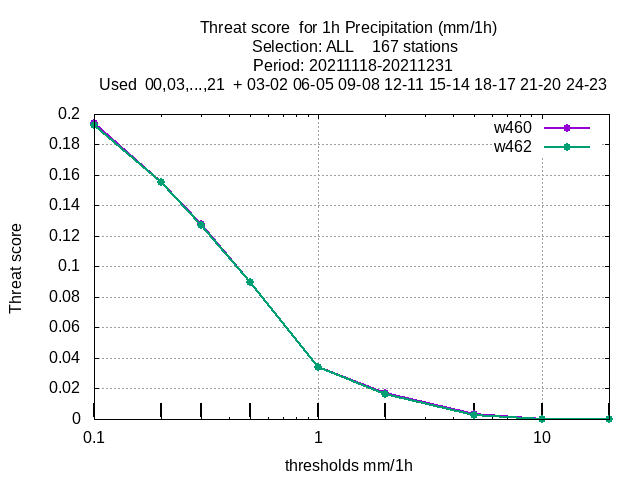 Threat score  for 1h Precipitation (mm/1h)
Selection: ALL    167 stations
Period: 20211118-20211231
Used  00,03,...,21  + 03-02 06-05 09-08 12-11 15-14 18-17 21-20 24-23
w460
w462
0.2
0.18
0.16
0.14
0.12
0.1
0.08
0.06
0.04
0.02
0
Threat score
0.1
1
10
thresholds mm/1h